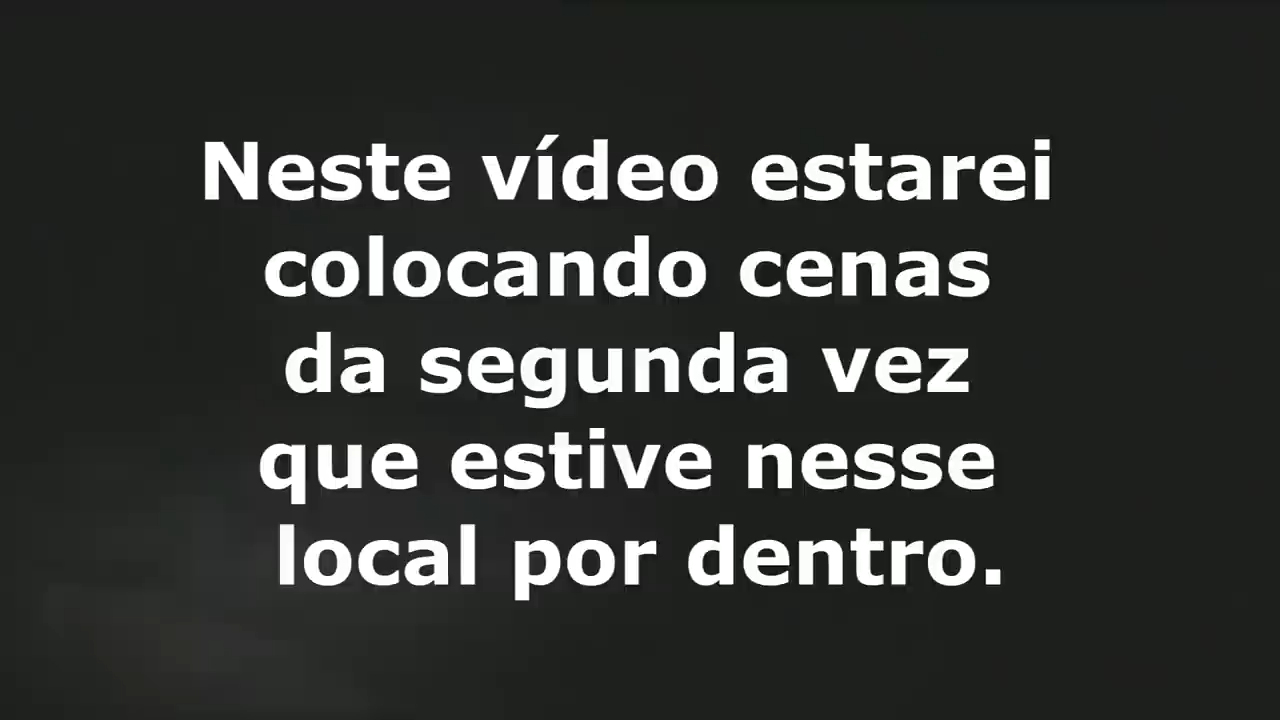 Neste vídeo estarei
colocando cenas
da segunda vez
que estive nesse
local por dentro.